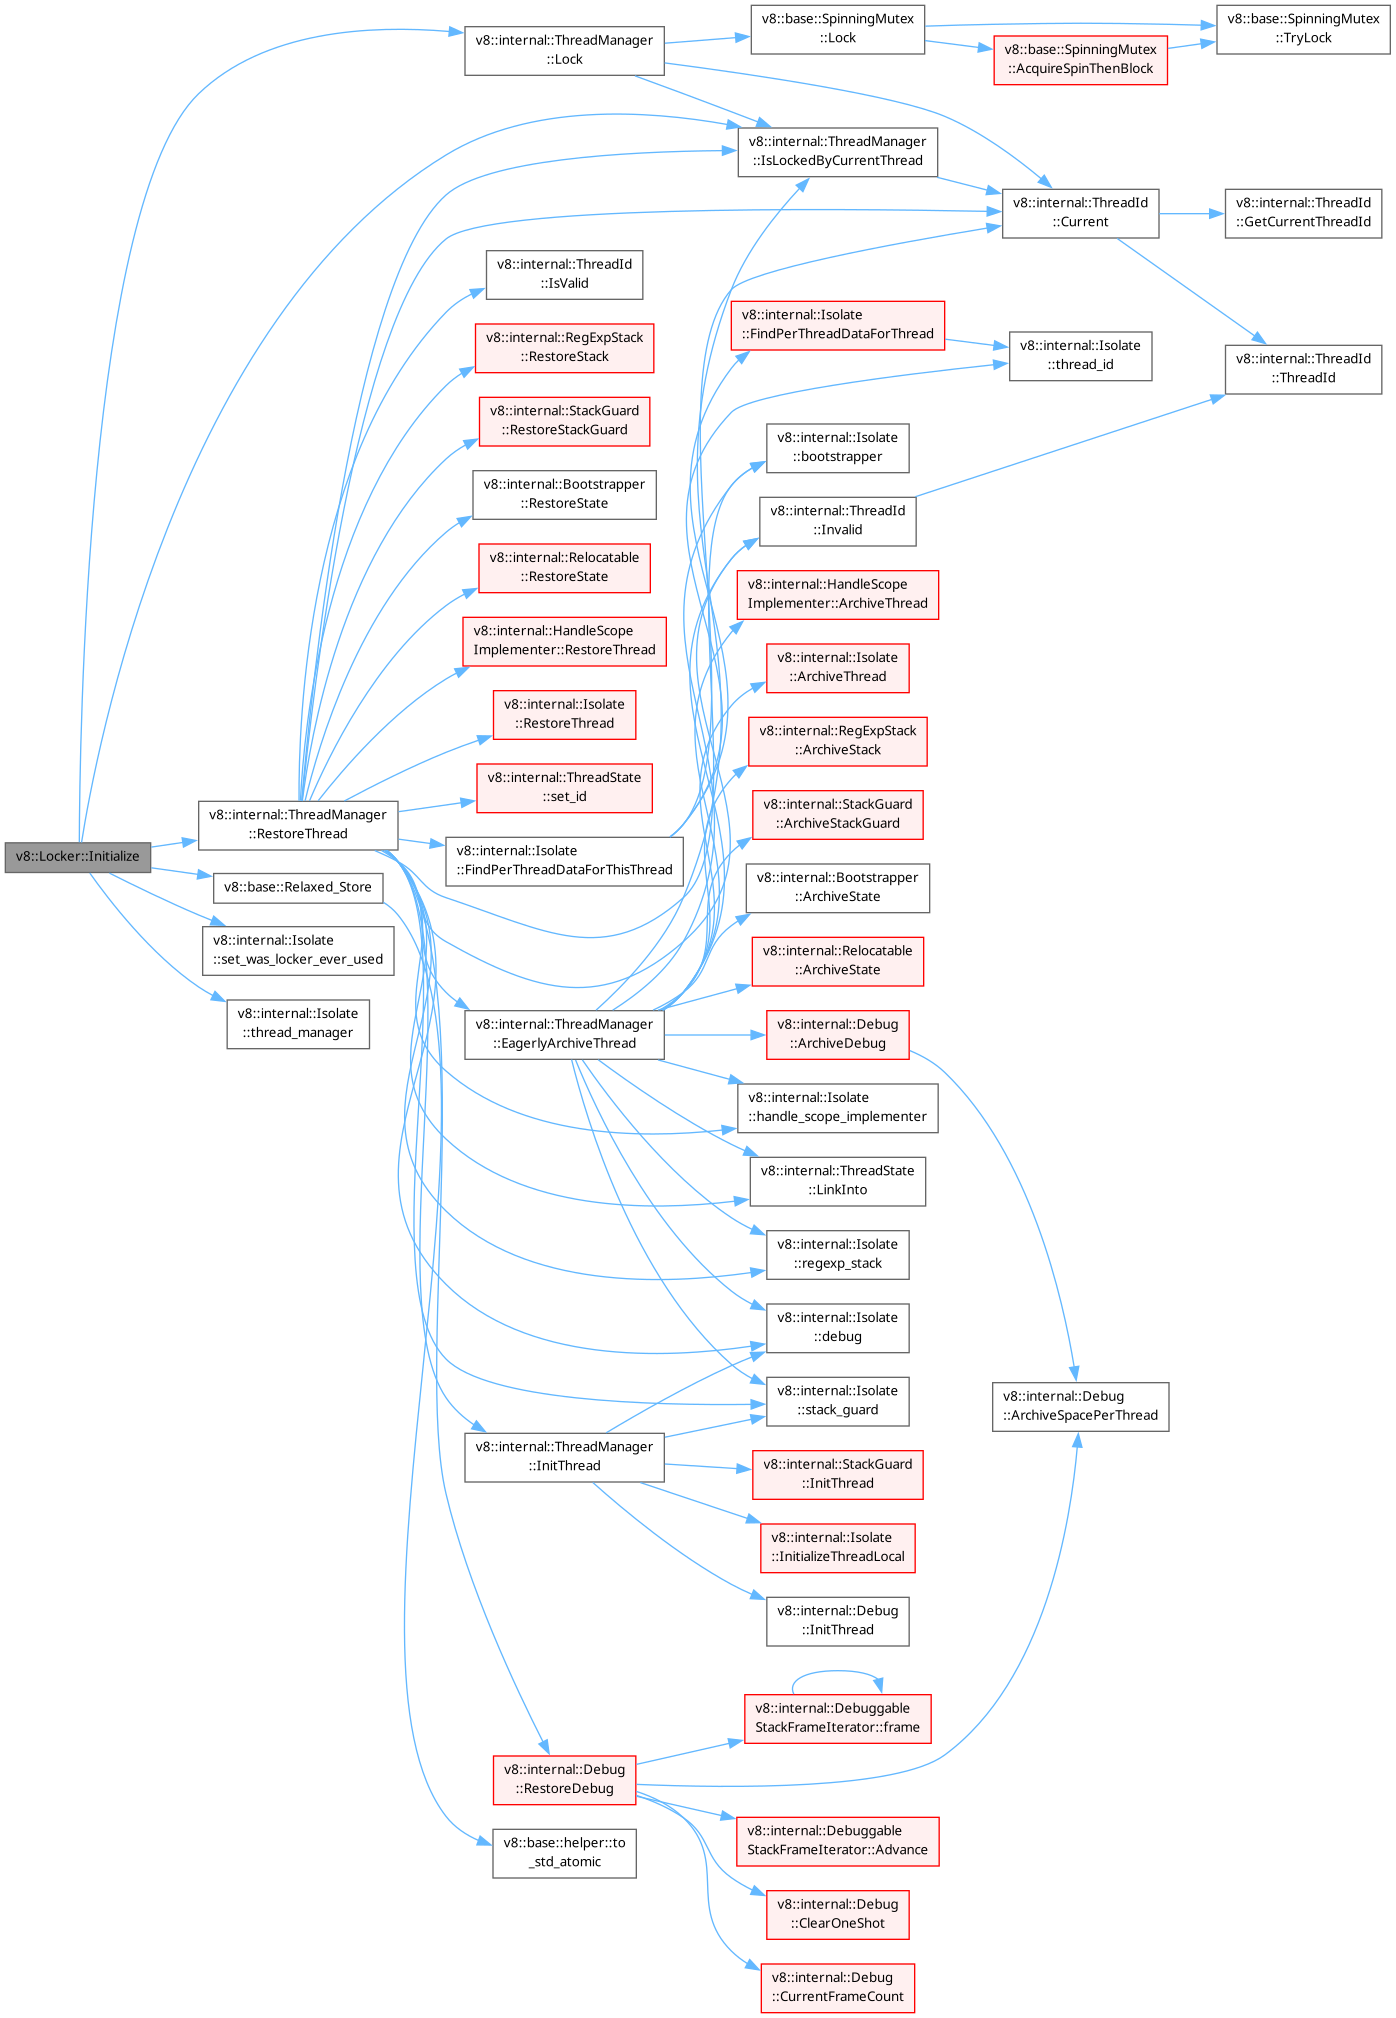 v8::Locker::Initialize
v8::internal::ThreadManager
::Lock
v8::base::SpinningMutex
::Lock
v8::base::SpinningMutex
::TryLock
v8::base::SpinningMutex
::AcquireSpinThenBlock
v8::internal::ThreadManager
::IsLockedByCurrentThread
v8::internal::ThreadId
::Current
v8::internal::ThreadId
::GetCurrentThreadId
v8::internal::ThreadId
::IsValid
v8::internal::Isolate
::FindPerThreadDataForThread
v8::internal::Isolate
::thread_id
v8::internal::ThreadId
::ThreadId
v8::internal::RegExpStack
::RestoreStack
v8::internal::StackGuard
::RestoreStackGuard
v8::internal::Isolate
::bootstrapper
v8::internal::Bootstrapper
::RestoreState
v8::internal::ThreadId
::Invalid
v8::internal::Relocatable
::RestoreState
v8::internal::HandleScope
Implementer::ArchiveThread
v8::internal::HandleScope
Implementer::RestoreThread
v8::internal::Isolate
::ArchiveThread
v8::internal::Isolate
::RestoreThread
v8::internal::RegExpStack
::ArchiveStack
v8::internal::ThreadState
::set_id
v8::internal::ThreadManager
::RestoreThread
v8::internal::StackGuard
::ArchiveStackGuard
v8::internal::Isolate
::FindPerThreadDataForThisThread
v8::base::Relaxed_Store
v8::internal::Bootstrapper
::ArchiveState
v8::internal::Isolate
::set_was_locker_ever_used
v8::internal::Relocatable
::ArchiveState
v8::internal::Isolate
::thread_manager
v8::internal::ThreadManager
::EagerlyArchiveThread
v8::internal::Debug
::ArchiveDebug
v8::internal::Isolate
::handle_scope_implementer
v8::internal::ThreadState
::LinkInto
v8::internal::Isolate
::regexp_stack
v8::internal::Isolate
::debug
v8::internal::Isolate
::stack_guard
v8::internal::Debug
::ArchiveSpacePerThread
v8::internal::ThreadManager
::InitThread
v8::internal::StackGuard
::InitThread
v8::internal::Isolate
::InitializeThreadLocal
v8::internal::Debug
::InitThread
v8::internal::Debuggable
StackFrameIterator::frame
v8::internal::Debug
::RestoreDebug
v8::internal::Debuggable
StackFrameIterator::Advance
v8::base::helper::to
_std_atomic
v8::internal::Debug
::ClearOneShot
v8::internal::Debug
::CurrentFrameCount